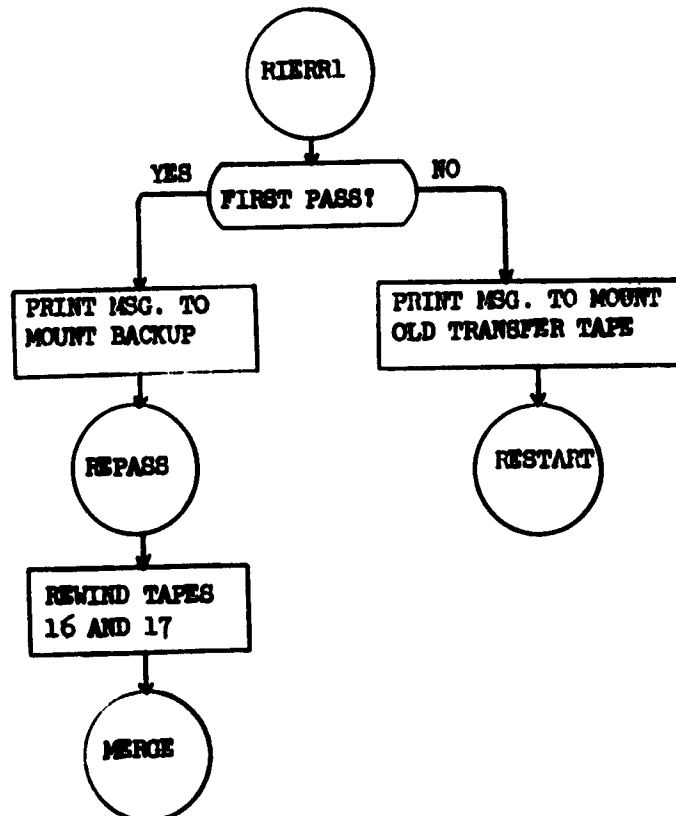 RIERR1
YES
NO
FIRST PASS?
PRINT MSG. TO
MOUNT BACKUP
PRINT MSG. TO MOUNT
OLD TRANSFER TAPE
REPASS
RESTART
REWIND TAPES
16 AND 17
MERGE